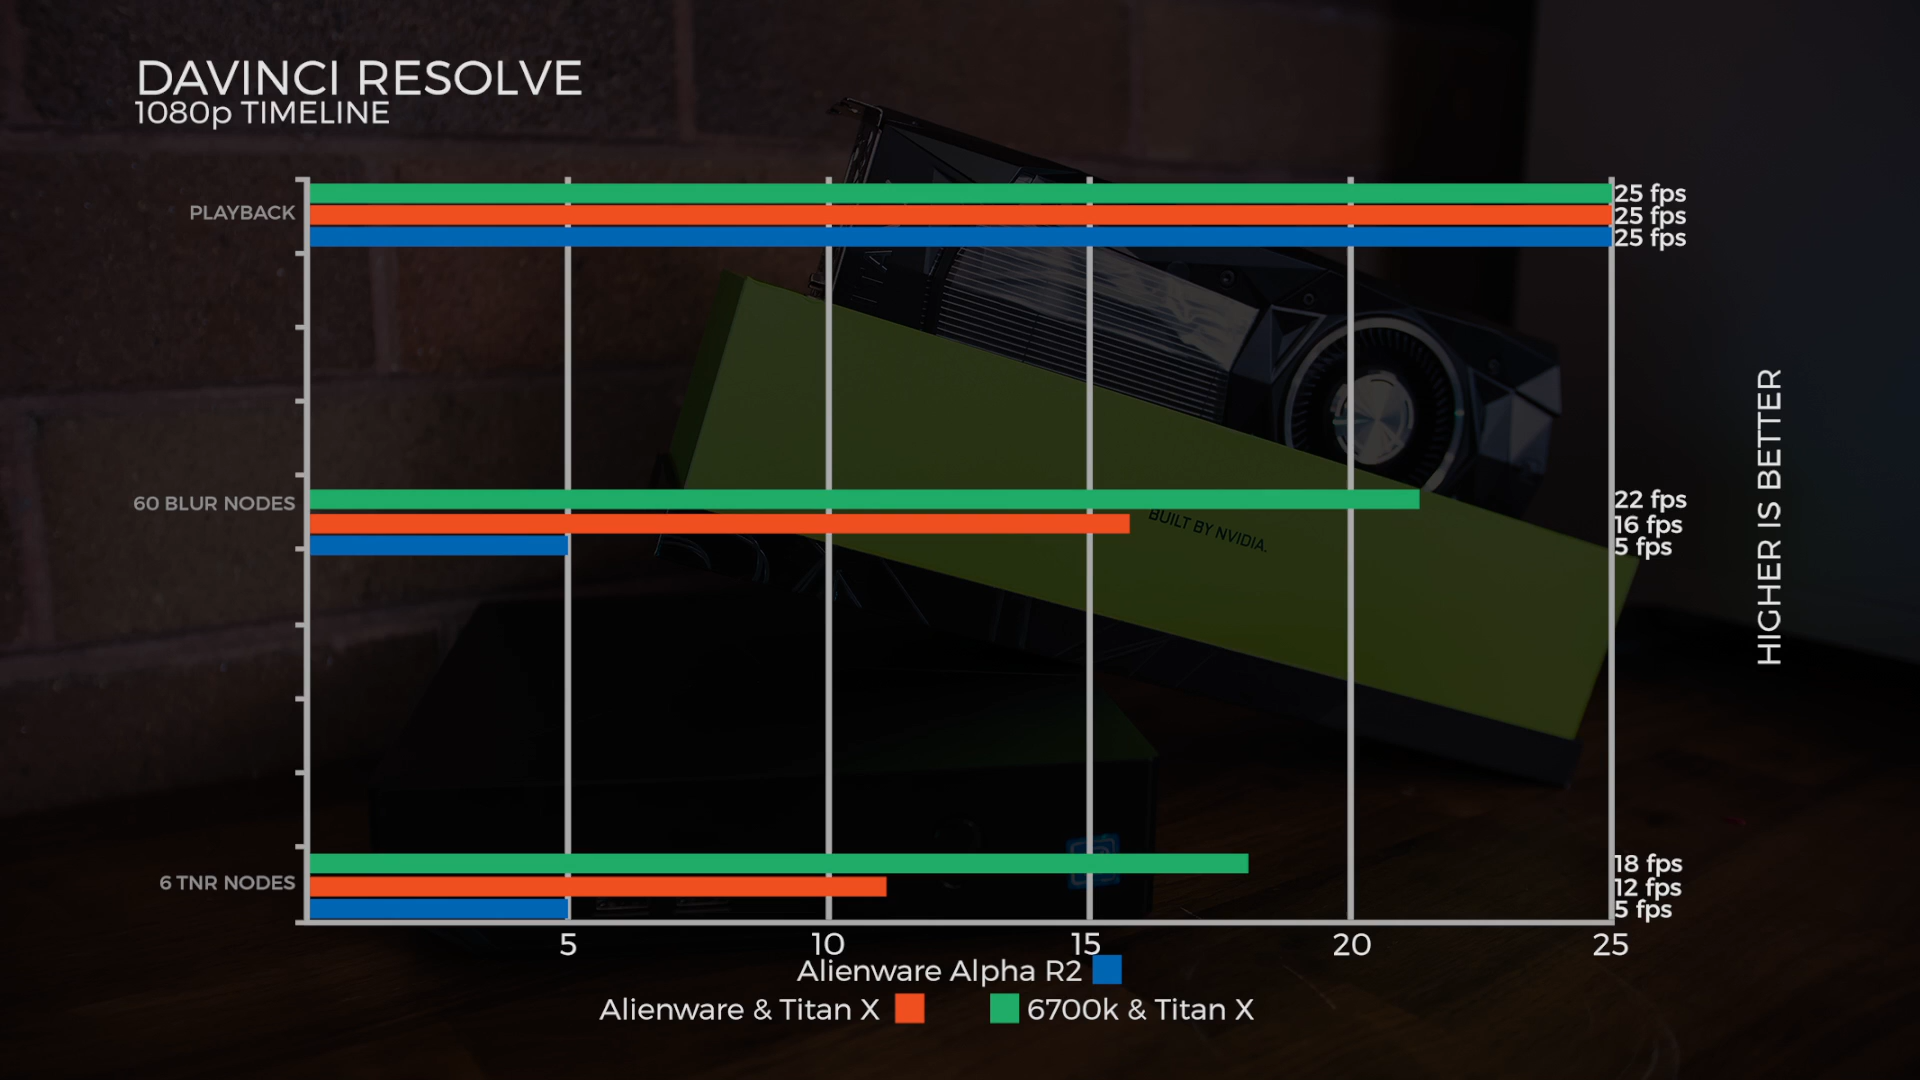 DAVINCI RESOLVE
1080p TIMELINE
PLAYBACK
25 fps
25 fps
25 fps
60 BLUR NODES
22 fps
16 fps
5 fps
BUILT BY NVIDIA.
HIGHER IS BETTER
6 TNR NODES
18 fps
12 fps
5 fps
5 10 15 20 25
Alienware Alpha R2
Alienware & Titan X
6700k & Titan X